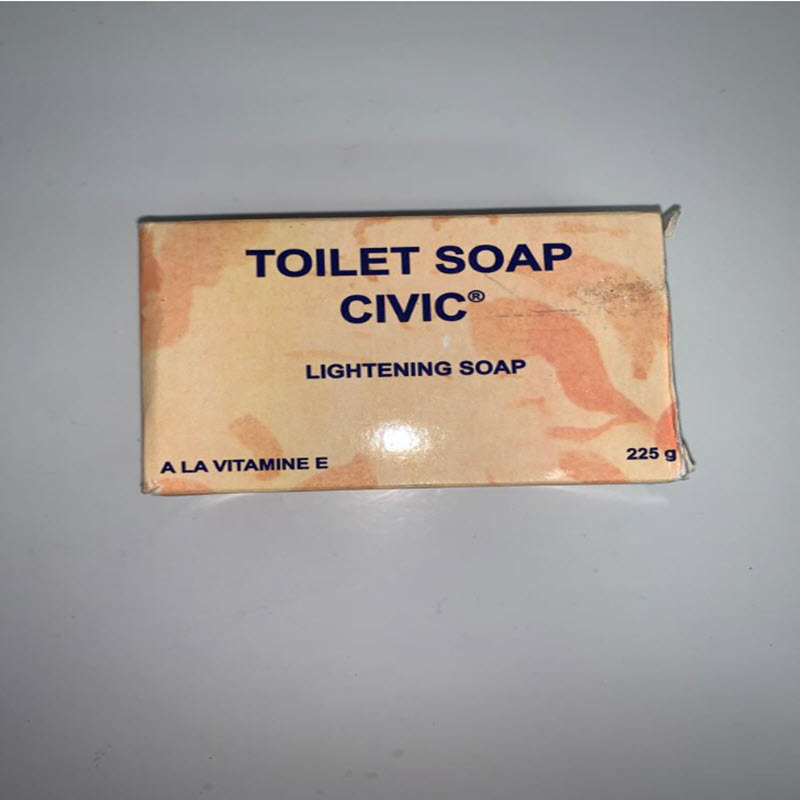 TOILET SOAP
CIVIC®
LIGHTENING SOAP
A LA VITAMINE E
225 g